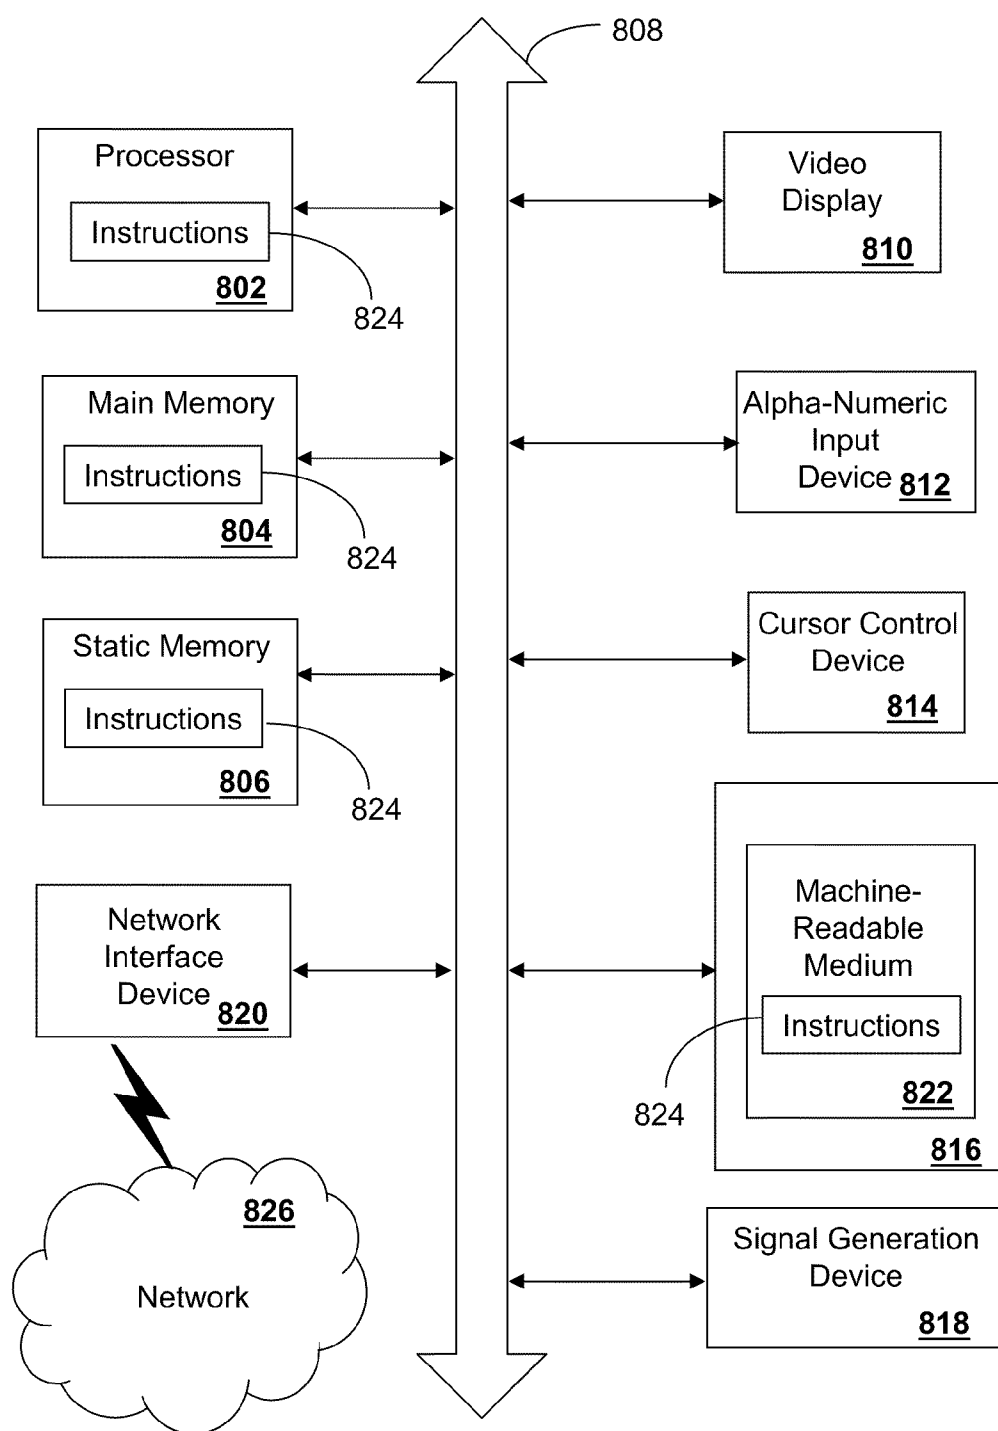 808
Processor
Instructions
802
824
Main Memory
Instructions
804
824
Static Memory
Instructions
806
824
Network
Interface
Device
820
826
Network
Video
Display
810
Alpha-Numeric
Input
Device
812
Cursor Control
Device
814
Machine-
Readable
Medium
Instructions
822
824
816
Signal Generation
Device
818